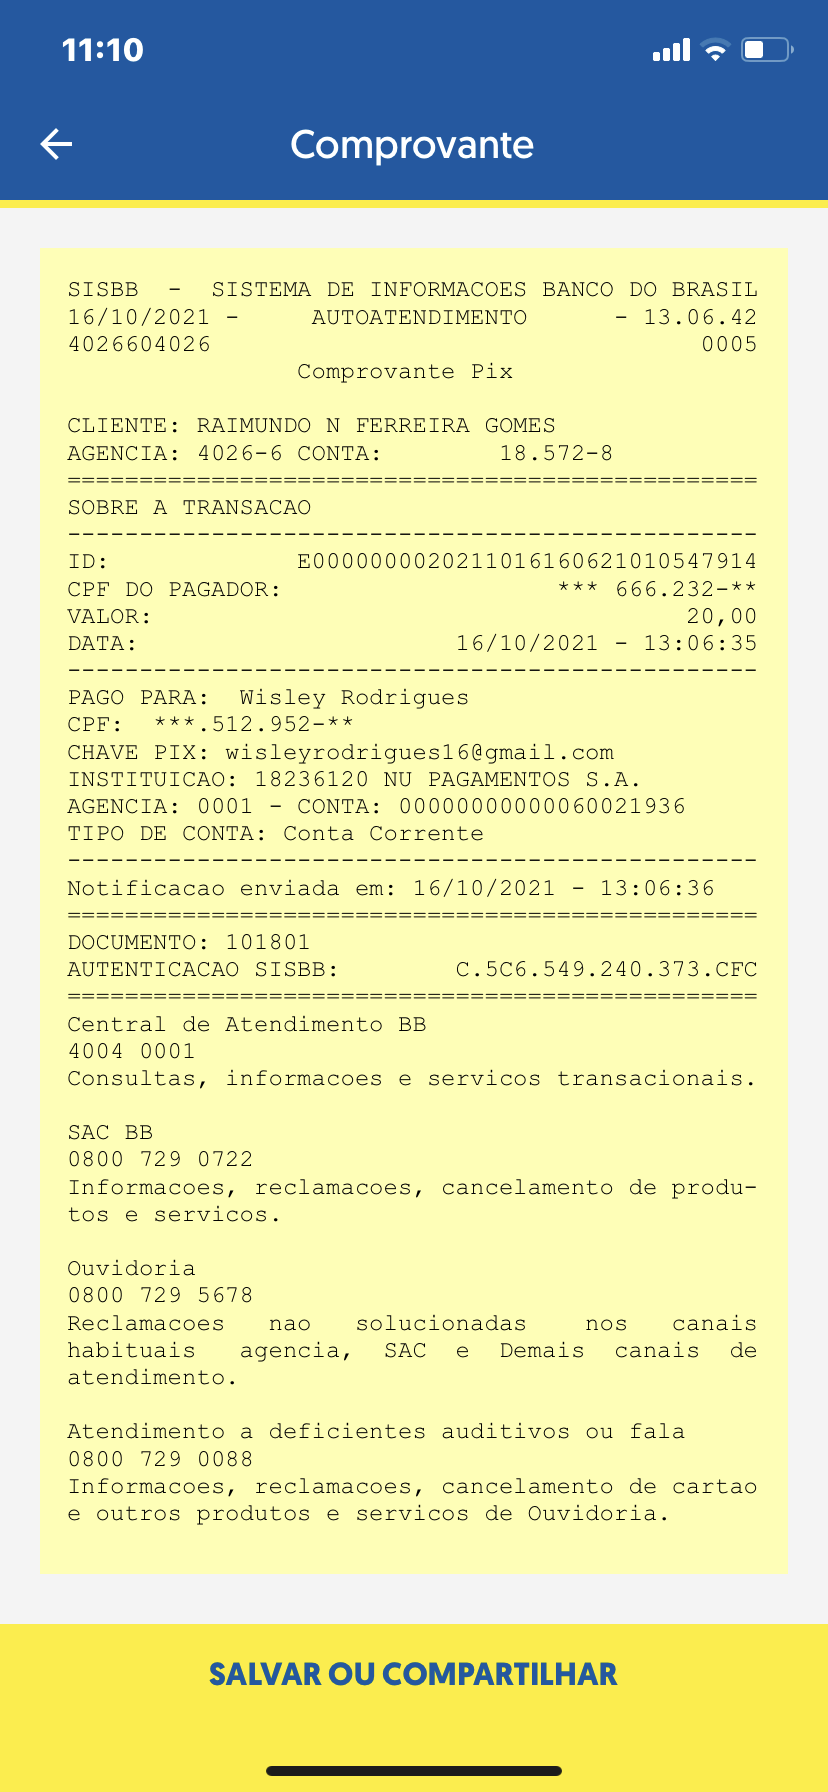 11:10
Comprovante
SISBB - SISTEMA DE INFORMACOES BANCO DO BRASIL
16/10/2021 - AUTOATENDIMENTO - 13.06.42
4026604026 0005
Comprovante Pix
CLIENTE: RAIMUNDO N FERREIRA GOMES
AGENCIA: 4026-6 CONTA: 18.572-8
================================================
SOBRE A TRANSACAO
------------------------------------------------
ID: E0000000020211016160621010547914
CPF DO PAGADOR: *** 666.232-**
VALOR: 20,00
DATA: 16/10/2021 - 13:06:35
------------------------------------------------
PAGO PARA: Wisley Rodrigues
CPF: ***.512.952-**
CHAVE PIX: wisleyrodrigues16@gmail.com
INSTITUICAO: 18236120 NU PAGAMENTOS S.A.
AGENCIA: 0001 - CONTA: 00000000000060021936
TIPO DE CONTA: Conta Corrente
------------------------------------------------
Notificacao enviada em: 16/10/2021 - 13:06:36
================================================
DOCUMENTO: 101801
AUTENTICACAO SISBB: C.5C6.549.240.373.CFC
================================================
Central de Atendimento BB
4004 0001
Consultas, informacoes e servicos transacionais.
SAC BB
0800 729 0722
Informacoes, reclamacoes, cancelamento de produ-
tos e servicos.
Ouvidoria
0800 729 5678
Reclamacoes nao solucionadas nos canais
habituais agencia, SAC e Demais canais de
atendimento.
Atendimento a deficientes auditivos ou fala
0800 729 0088
Informacoes, reclamacoes, cancelamento de cartao
e outros produtos e servicos de Ouvidoria.
SALVAR OU COMPARTILHAR